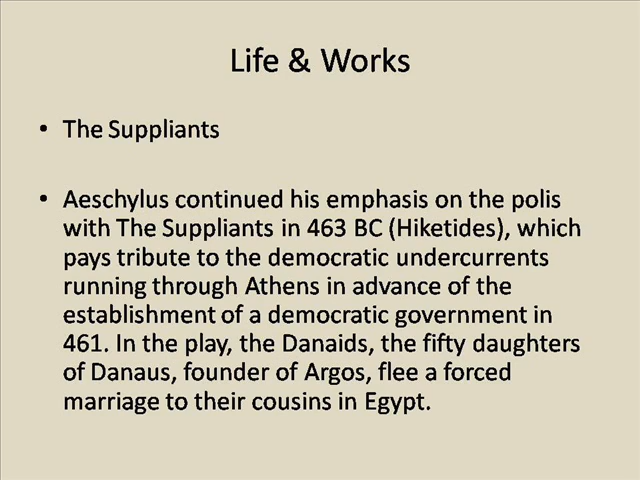 Life & Works
• The Suppliants
• Aeschylus continued his emphasis on the polis
with The Suppliants in 463 BC (Hiketides), which
pays tribute to the democratic undercurrents
running through Athens in advance of the
establishment of a democratic government in
461. In the play, the Danaids, the fifty daughters
of Danaus, founder of Argos, flee a forced
marriage to their cousins in Egypt.